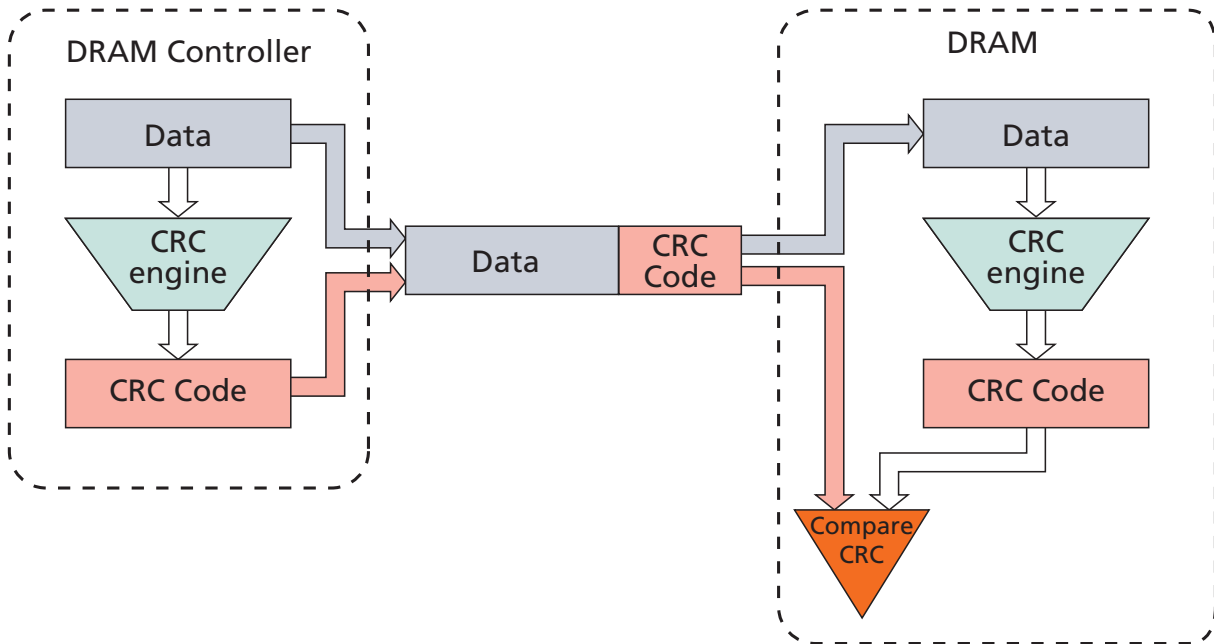 DRAM Controller
Data
CRC
engine
CRC Code
Data
CRC
Code
DRAM
Data
CRC
engine
CRC Code
Compare
CRC